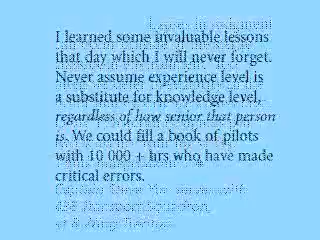 I learned some invaluable lessons
that day which I will never forget.
Never assume experience level is
a substitute for knowledge level,
regardless of how senior that person
is. We could fill a book of pilots
with 10 000 + hrs who have made
critical errors.